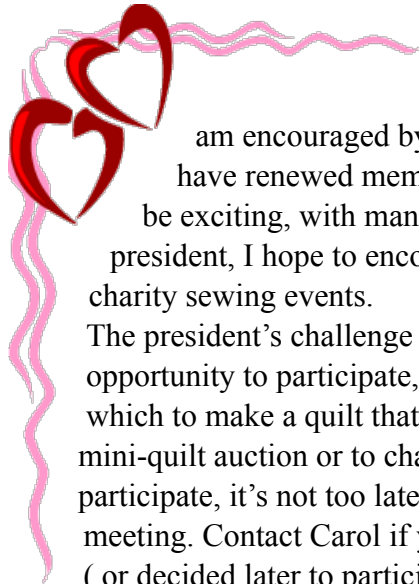 am encouraged by
have renewed mem
be exciting, with man
president, I hope to enco
charity sewing events.
The president’s challenge
opportunity to participate,
which to make a quilt that
mini-quilt auction or to cha
participate, it’s not too late
meeting. Contact Carol if y
( or decided later to partici